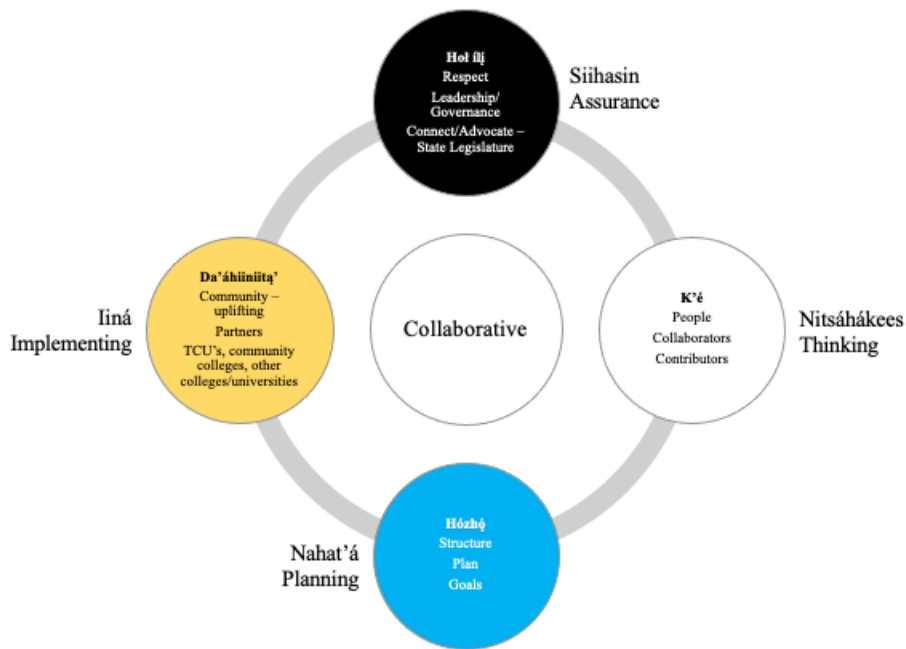 Hoł ílį
Respect
Leadership/
Governance
Connect/Advocate –
State Legislature
Siihasin
Assurance
Da’áhiiniitą’
Community –
uplifting
Partners
TCU’s, community
colleges, other
colleges/universities
Iiná
Implementing
Collaborative
K’é
People
Collaborators
Contributors
Nitsáhákees
Thinking
Hózhǫ́
Structure
Plan
Goals
Nahat’á
Planning